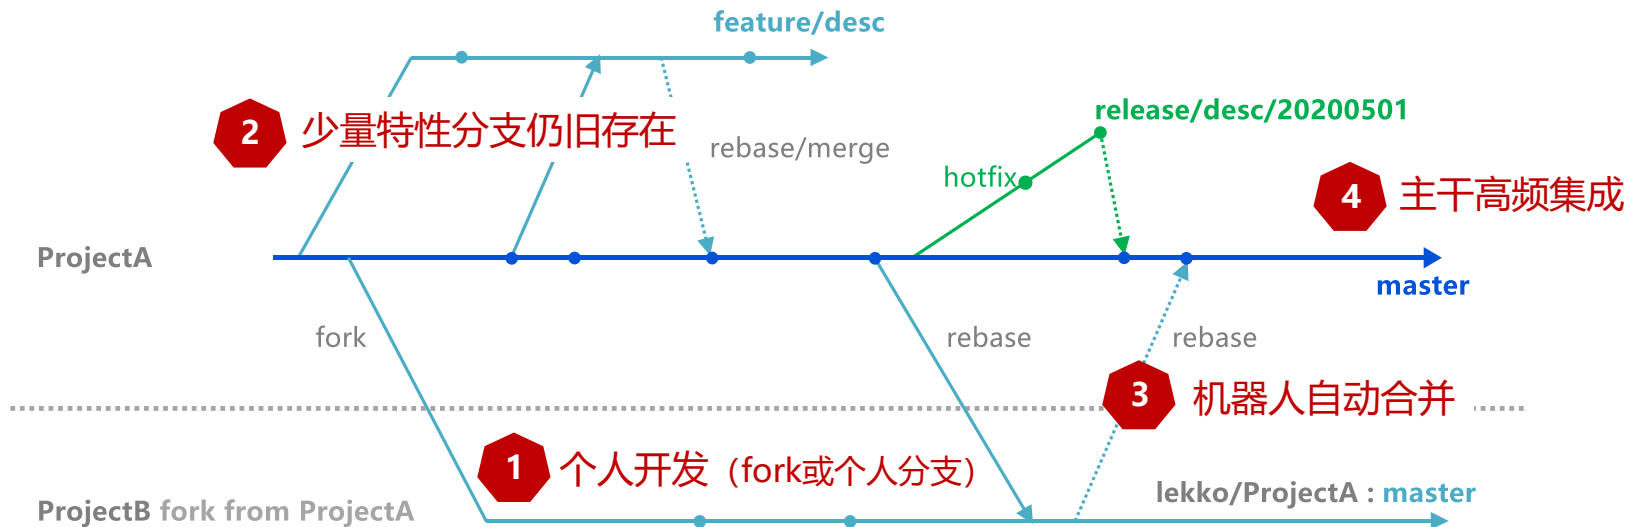 feature/desc
2 少量特性分支仍旧存在
rebase/merge
release/desc/20200501
hotfix
4 主干高频集成
ProjectA
master
fork
rebase
rebase
3 机器人自动合并
1 个人开发（fork或个人分支）
lekko/ProjectA : master
ProjectB fork from ProjectA